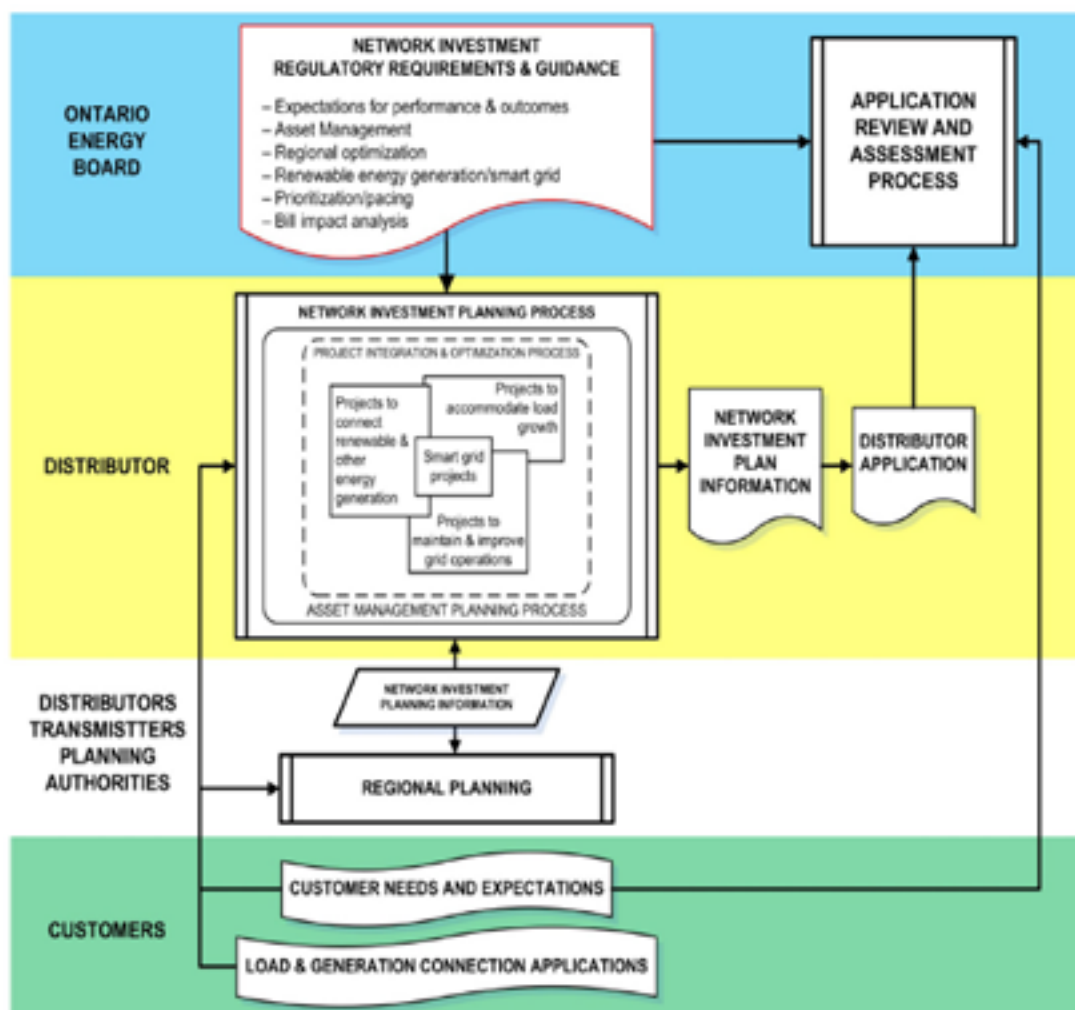 ONTARIO
ENERGY
BOARD
NETWORK INVESTMENT
REGULATORY REQUIREMENTS & GUIDANCE
– Expectations for performance & outcomes
– Asset Management
– Regional optimization
– Renewable energy generation/smart grid
– Prioritization/pacing
– Bill impact analysis
APPLICATION
REVIEW AND
ASSESSMENT
PROCESS
DISTRIBUTOR
NETWORK INVESTMENT PLANNING PROCESS
PROJECT INTEGRATION & OPTIMIZATION PROCESS
Projects to
connect
renewable &
other
energy
generation
Projects to
accommodate load
growth
Smart grid
projects
Projects to
maintain & improve
grid operations
ASSET MANAGEMENT PLANNING PROCESS
NETWORK
INVESTMENT
PLAN
INFORMATION
DISTRIBUTOR
APPLICATION
DISTRIBUTORS
TRANSMISTTERS
PLANNING
AUTHORITIES
NETWORK INVESTMENT
PLANNING INFORMATION
REGIONAL PLANNING
CUSTOMERS
CUSTOMER NEEDS AND EXPECTATIONS
LOAD & GENERATION CONNECTION APPLICATIONS